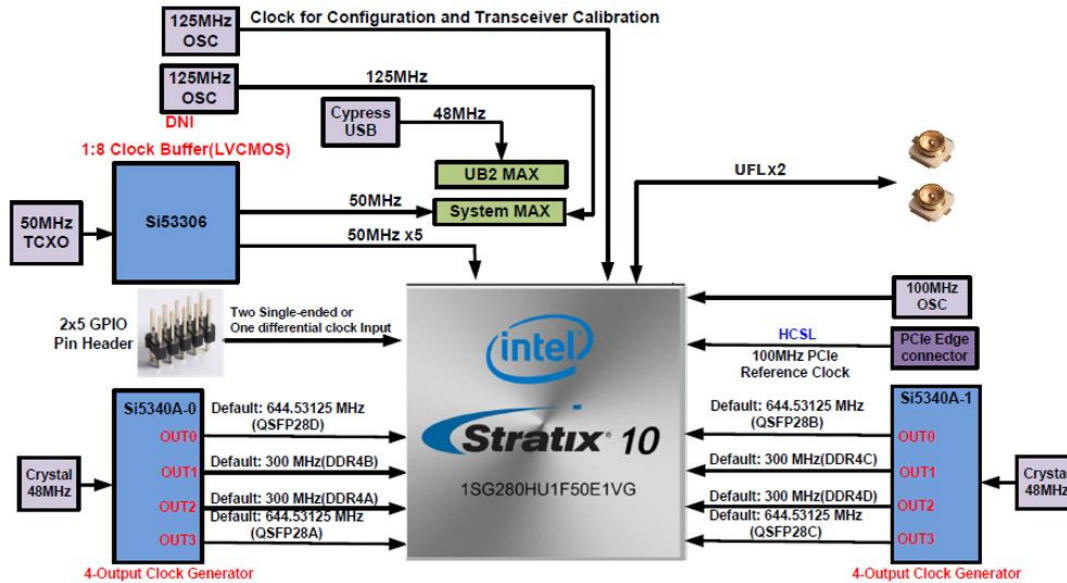 125MHz
OSC
Clock for Configuration and Transceiver Calibration
125MHz
OSC
125MHz
DNI
Cypress
USB
48MHz
1:8 Clock Buffer(LVCMOS)
UB2 MAX
UFLx2
50MHz
TCXO
Si53306
50MHz
System MAX
50MHz x5
100MHz
OSC
2x5 GPIO
Pin Header
Two Single-ended or
One differential clock Input
intel
HCSL
100MHz PCIe
Reference Clock
PCIe Edge
connector
Stratix 10
1SG280HU1F50E1VG
Si5340A-0
Default: 644.53125 MHz
(QSFP28D)
OUT0
Default: 300 MHz(DDR4B)
OUT1
Default: 300 MHz(DDR4A)
OUT2
Default: 644.53125 MHz
(QSFP28A)
OUT3
Crystal
48MHz
4-Output Clock Generator
Si5340A-1
Default: 644.53125 MHz
(QSFP28B)
OUT0
Default: 300 MHz(DDR4C)
OUT1
Default: 300 MHz(DDR4D)
OUT2
Default: 644.53125 MHz
(QSFP28C)
OUT3
Crysta
48MHz
4-Output Clock Generator